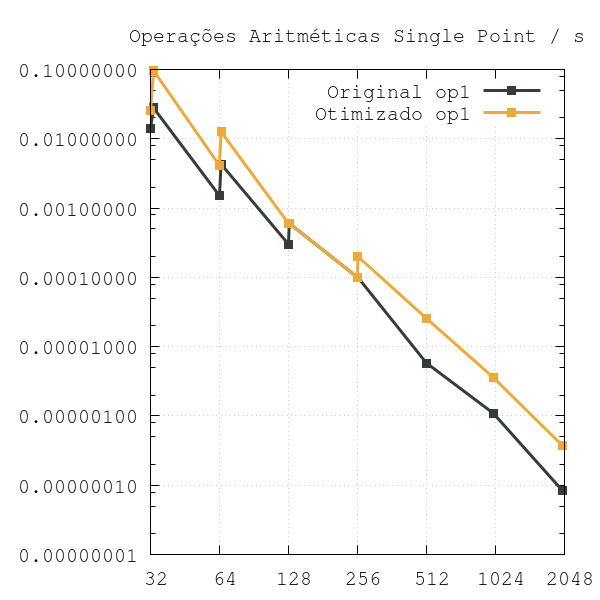 Operações Aritméticas Single Point / s
Original op1
Otimizado op1
0.10000000
0.01000000
0.00100000
0.00010000
0.00001000
0.00000100
0.00000010
0.00000001
32 64 128 256 512 1024 2048